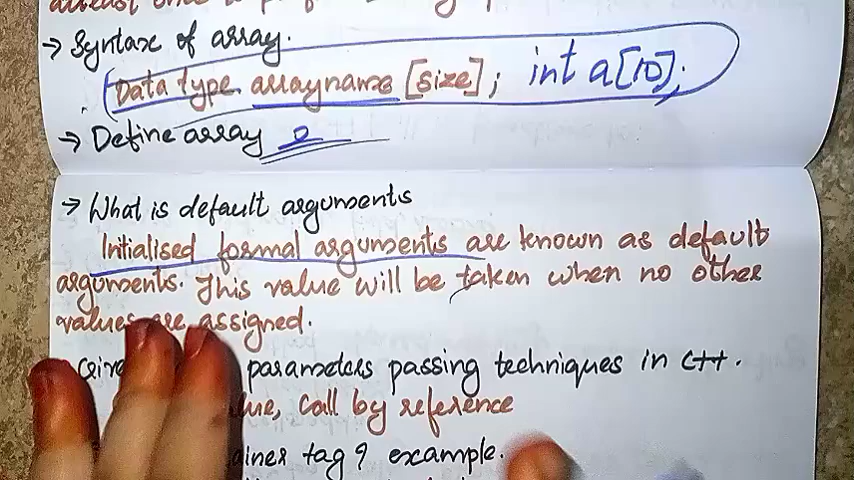 → Syntax of array.
Data type arrayname [size]; int a[10];
→ Define array 2
→ What is default arguments
Initialised formal arguments are known as default
arguments. This value will be taken when no other
values are assigned.
parameters passing techniques in C++.
Call by reference
tag ? example.